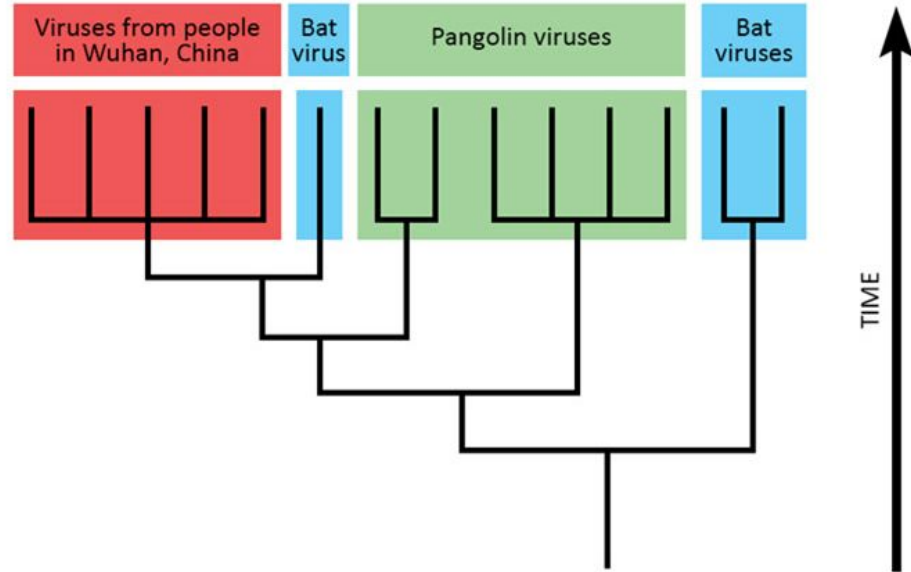 Viruses from people
in Wuhan, China
Bat
virus
Pangolin viruses
Bat
viruses
TIME